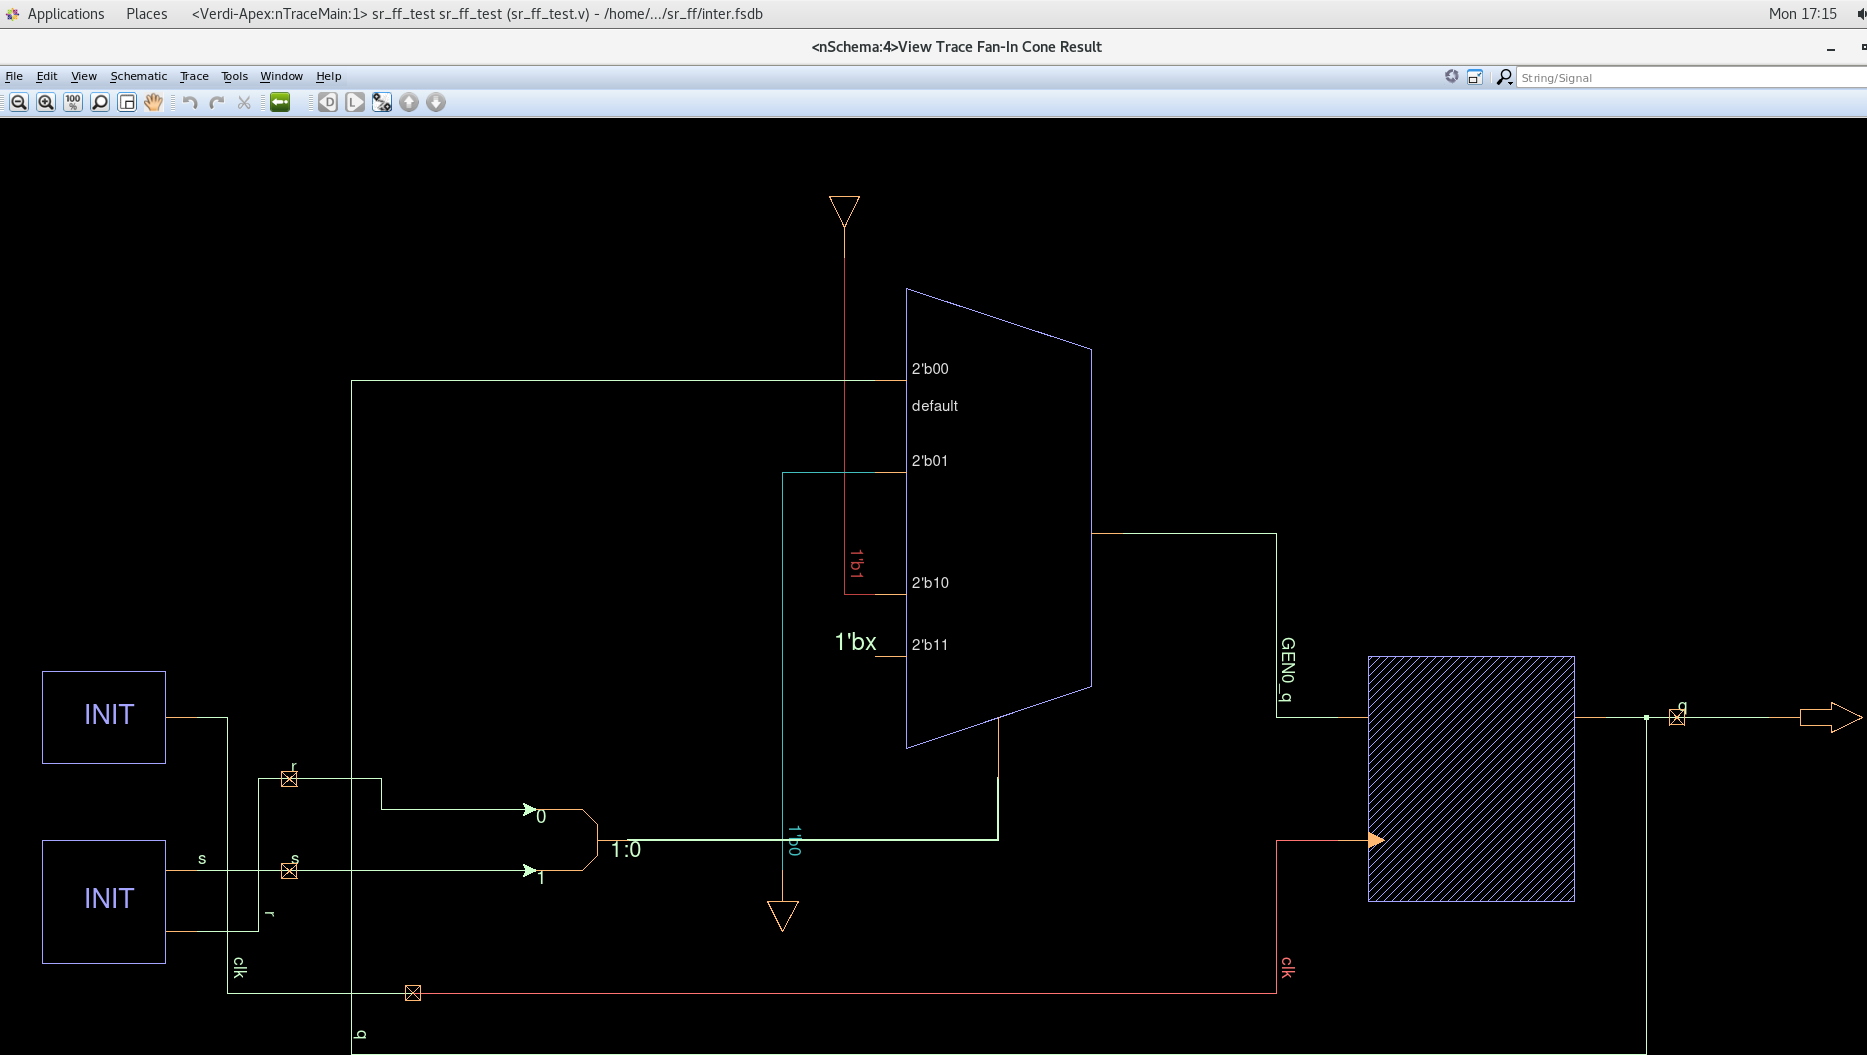 Applications Places <Verdi-Apex:nTraceMain:1> sr_ff_test sr_ff_test (sr_ff_test.v) - /home/.../sr_ff/inter.fsdb Mon 17:15
<nSchema:4>View Trace Fan-In Cone Result
File Edit View Schematic Trace Tools Window Help String/Signal
100 % D L
2'b00
default
2'b01
1'b1
2'b10
1'bx 2'b11
GEN0_q
INIT
q
r
0
1'b0
1:0
s s
1
INIT
r
clk clk
q